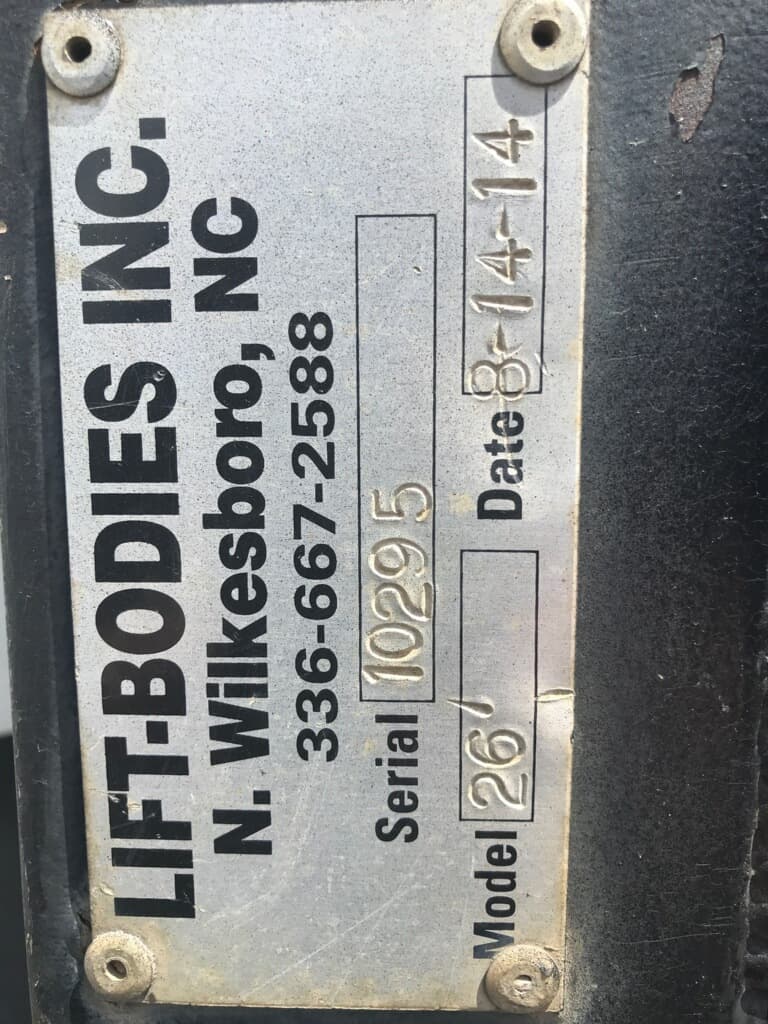 LIFT-BODIES INC.
N. Wilkesboro, NC
336-667-2588
Serial 10295
Model 26' Date 8-14-14